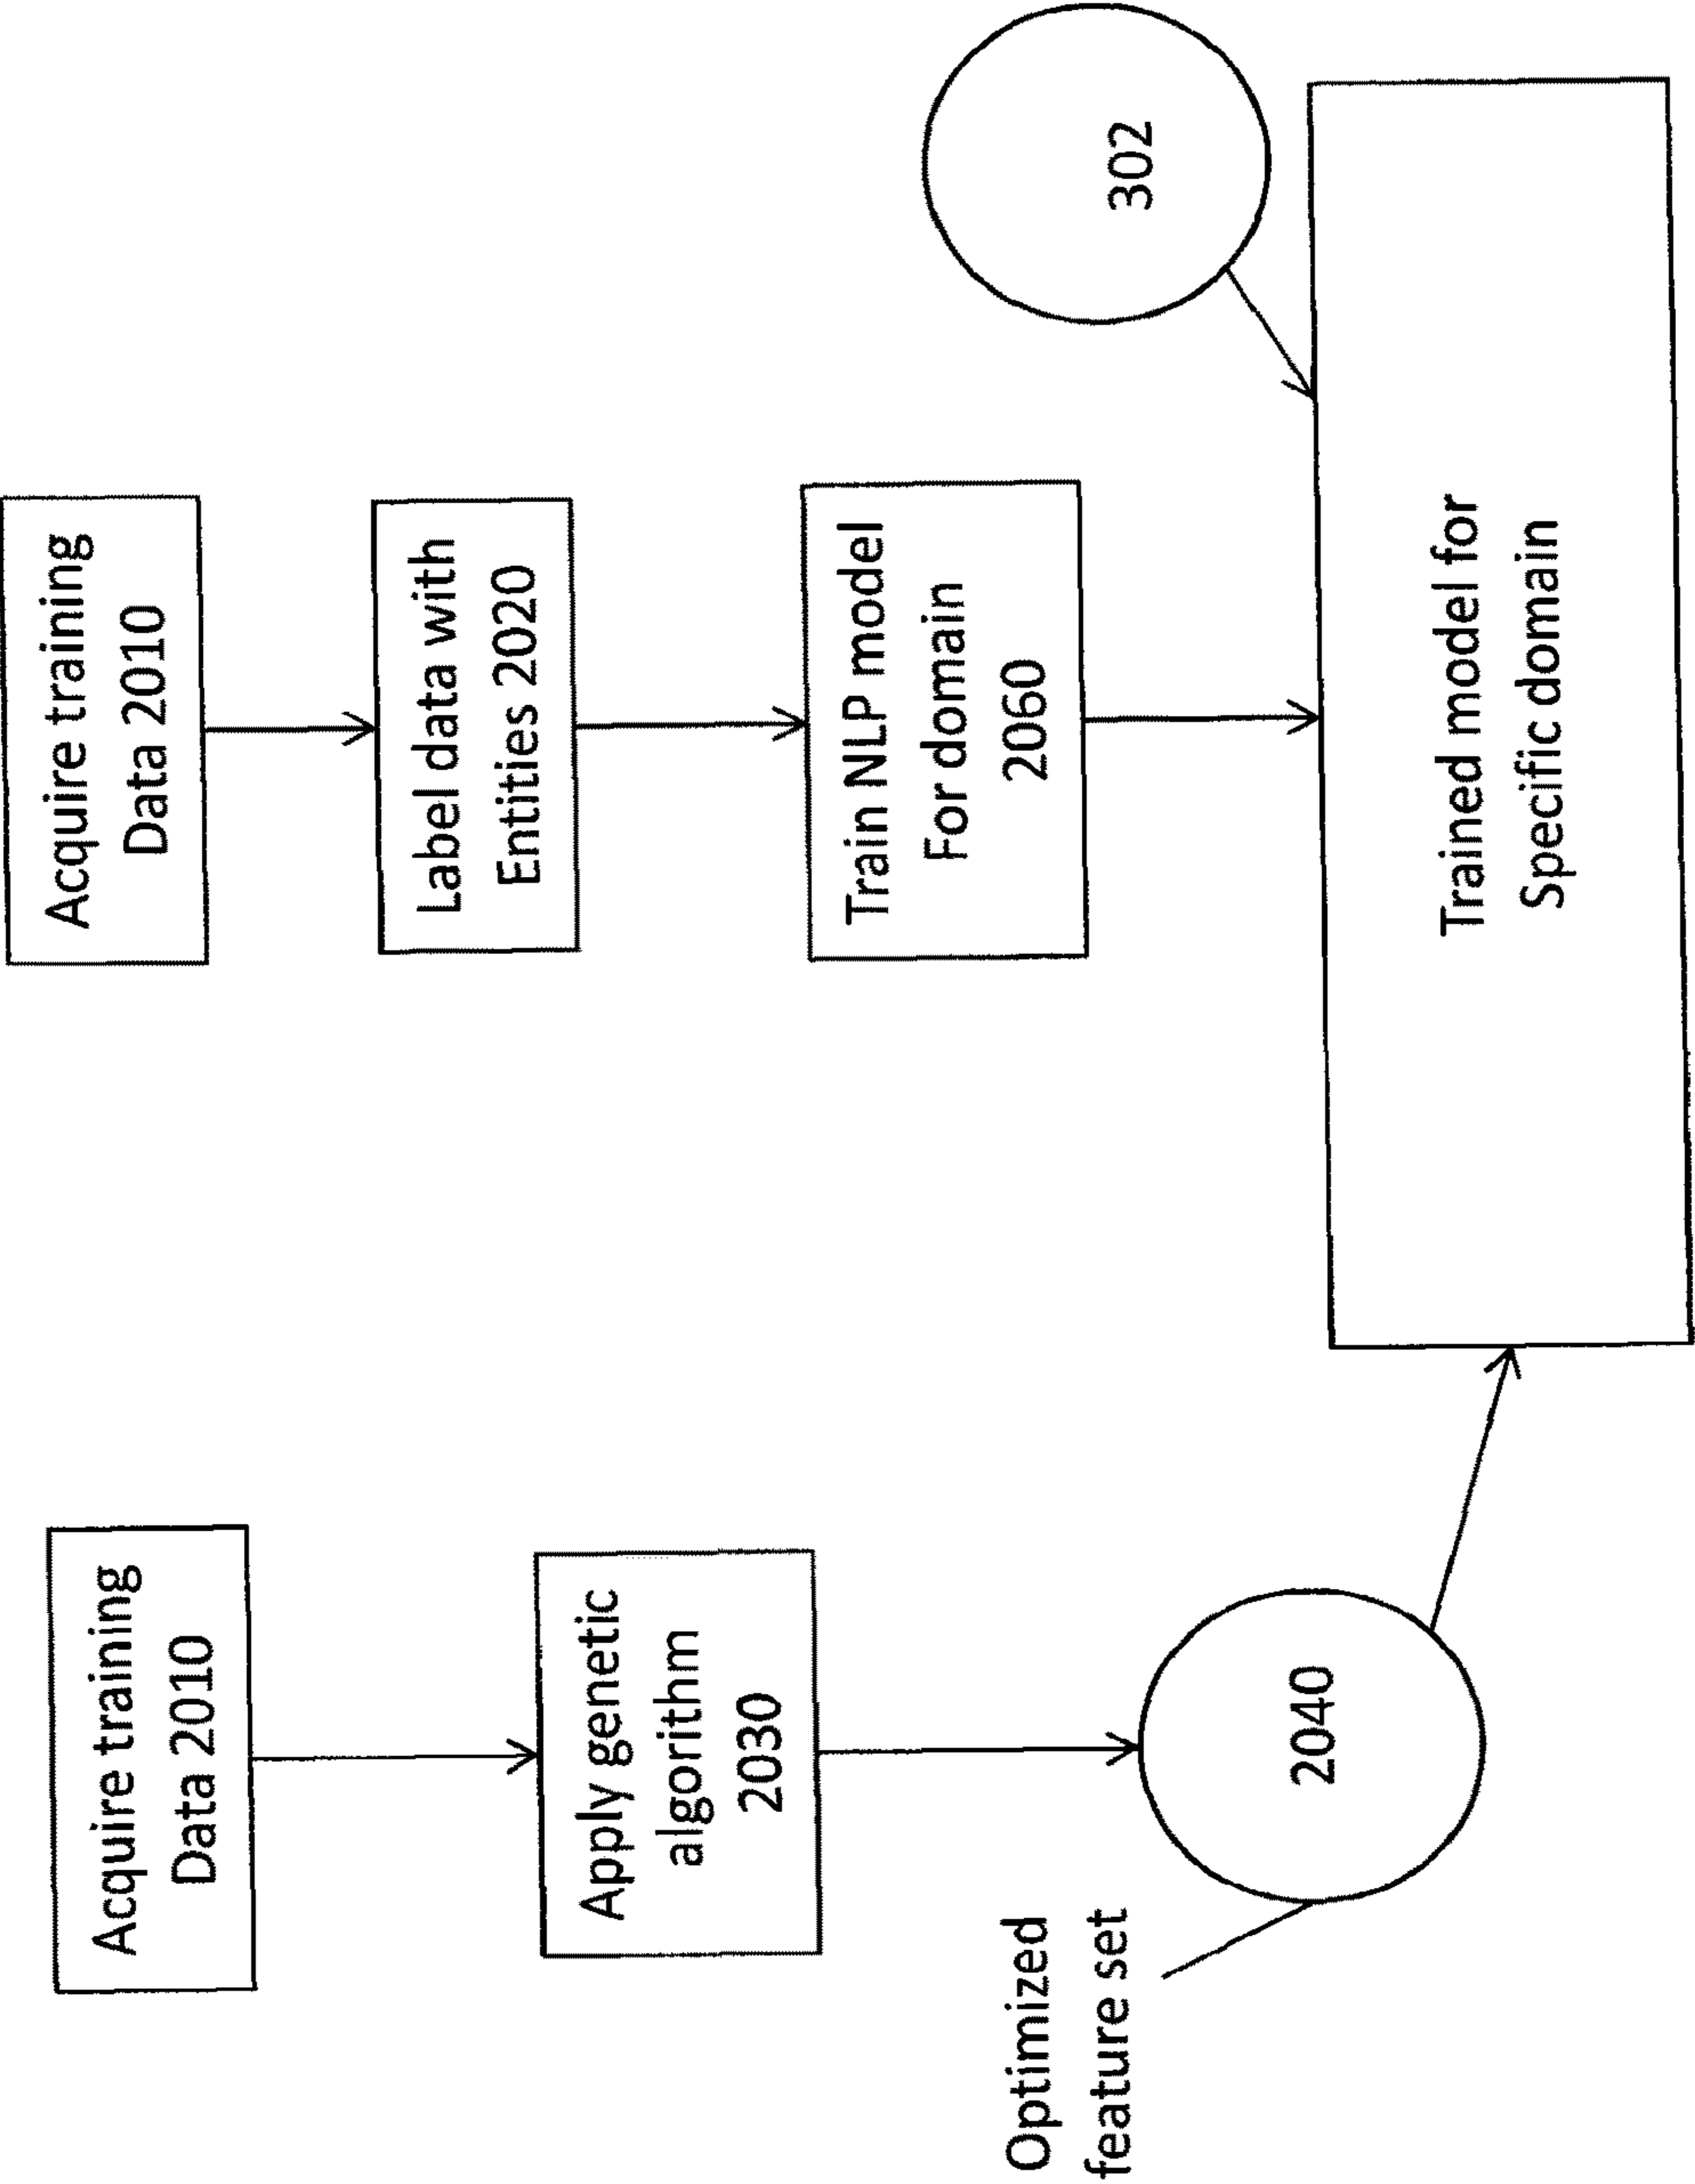 Acquire training
Data 2010
Apply genetic
algorithm
2030
Optimized
feature set
2040
Acquire training
Data 2010
Label data with
Entities 2020
Train NLP model
For domain
2060
302
Trained model for
Specific domain